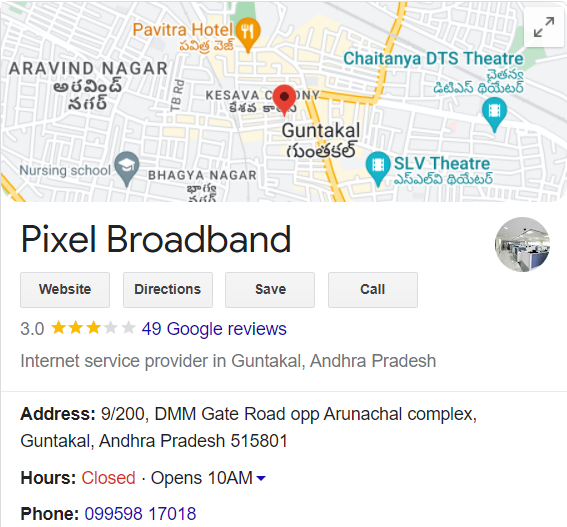 Pavitra Hotel
పవిత్ర వెజ్
Chaitanya DTS Theatre
చైతన్య
డిటిఎస్ థియేటర్
ARAVIND NAGAR
అరవింద్
నగర్
TB Rd
KESAVA COLONY
కేశవ
Guntakal
గుంతకల్
SLV Theatre
ఎస్ఎల్వి థియేటర్
Nursing school
BHAGYA NAGAR
భాగ్య
నగర్
Pixel Broadband
Website
Directions
Save
Call
3.0 ★★★☆☆ 49 Google reviews
Internet service provider in Guntakal, Andhra Pradesh
Address: 9/200, DMM Gate Road opp Arunachal complex,
Guntakal, Andhra Pradesh 515801
Hours: Closed · Opens 10AM
Phone: 099598 17018